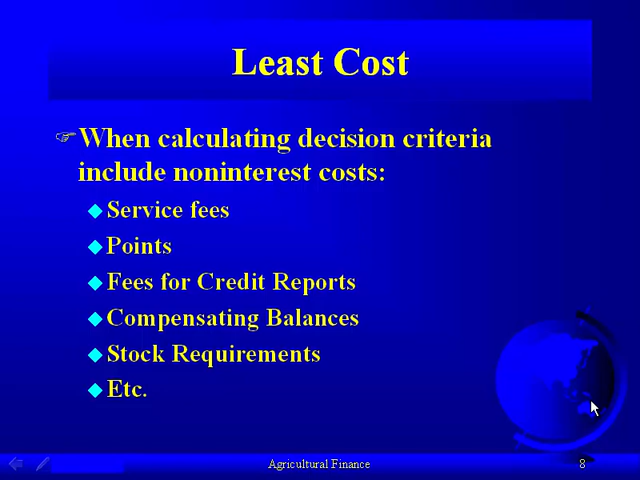 Least Cost
When calculating decision criteria
include noninterest costs:
Service fees
Points
Fees for Credit Reports
Compensating Balances
Stock Requirements
Etc.
Agricultural Finance
8